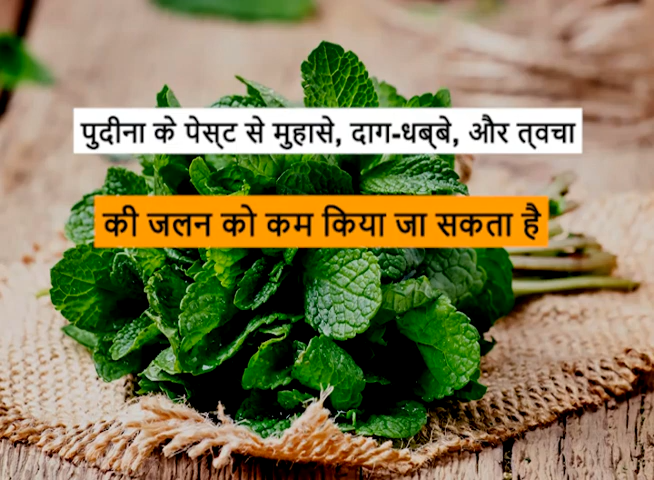 पुदीना के पेस्ट से मुहासे, दाग-धब्बे, और त्वचा
की जलन को कम किया जा सकता है